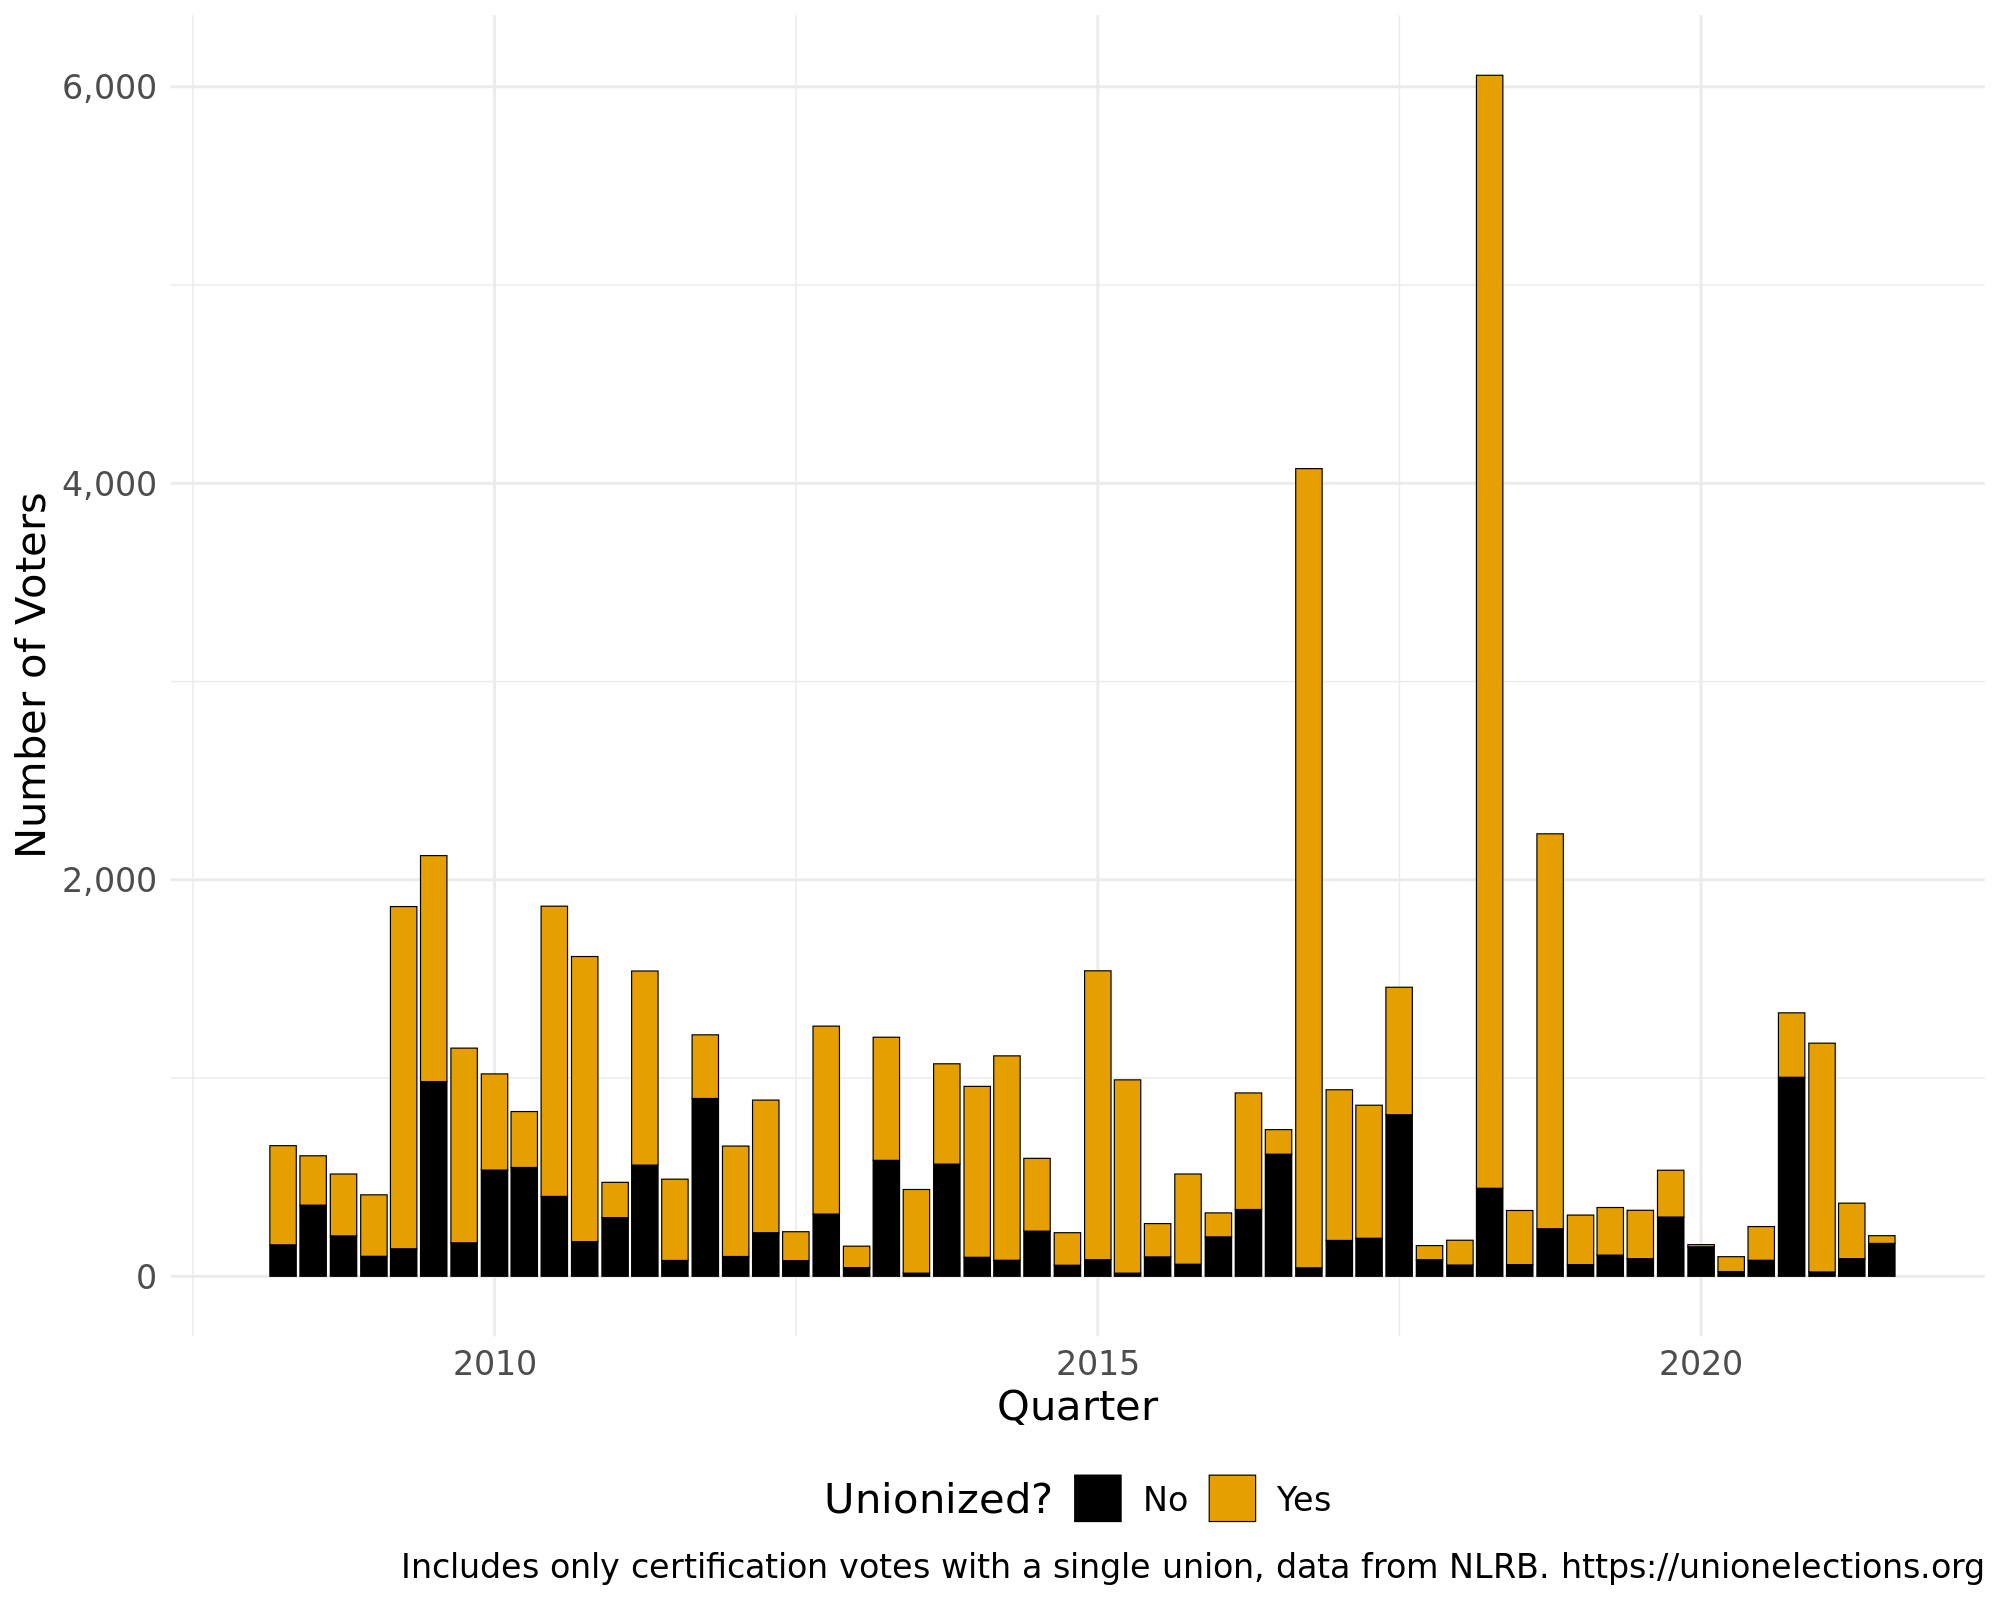 6,000
4,000
2,000
0
Number of Voters
2010
2015
2020
Quarter
Unionized?
No
Yes
Includes only certification votes with a single union, data from NLRB. https://unionelections.org